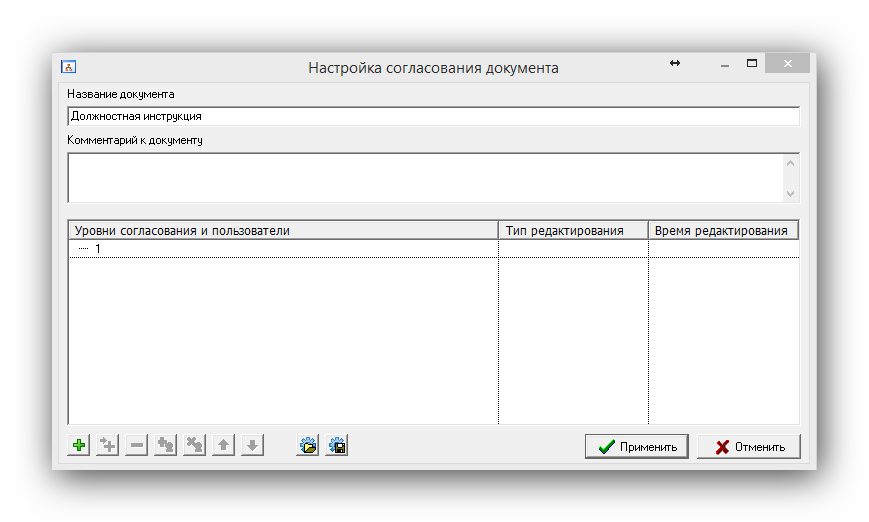 Настройка согласования документа
Название документа
Должностная инструкция
Комментарий к документу
Уровни согласования и пользователи Тип редактирования Время редактирования
1
Применить Отменить